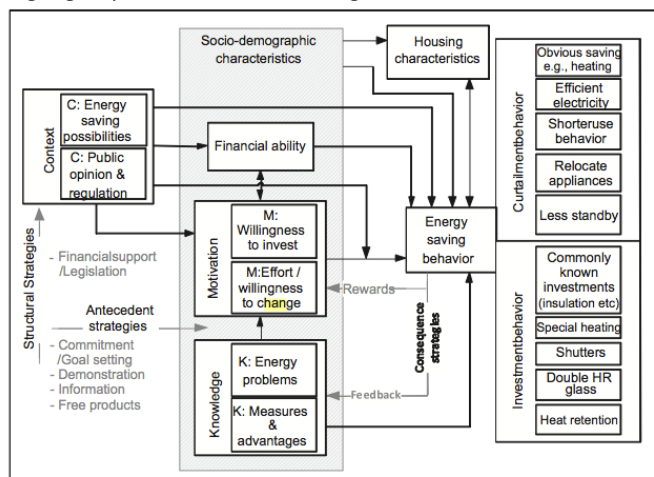 Socio-demographic
characteristics
Housing
characteristics
Context
C: Energy
saving
possibilities
C: Public
opinion &
regulation
Financial ability
Motivation
M:
Willingness
to invest
M:Effort /
willingness
to change
Energy
saving
behavior
Structural Strategies
- Financialsupport
/Legislation
Antecedent
strategies
- Commitment
/Goal setting
- Demonstration
- Information
- Free products
Rewards
Consequence
strategies
Feedback
Knowledge
K: Energy
problems
K: Measures
& advantages
Curtailmentbehavior
Obvious saving
e.g., heating
Efficient
electricity
Shorteruse
behavior
Relocate
appliances
Less standby
Investmentbehavior
Commonly
known
investments
(insulation etc)
Special heating
Shutters
Double HR
glass
Heat retention